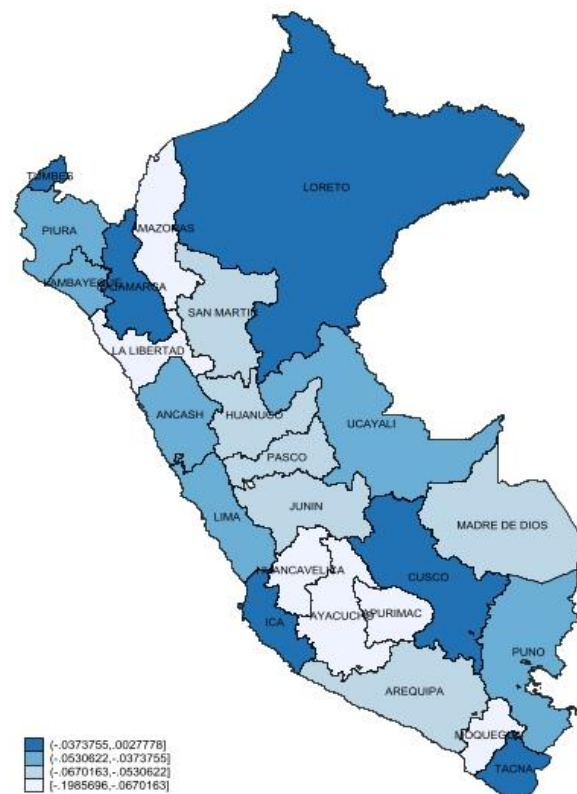 LORETO
TUMBES
AMAZONAS
PIURA
LAMBAYEQUE
CAJAMARCA
SAN MARTIN
LA LIBERTAD
ANCASH
HUANUCO
UCAYALI
PASCO
JUNIN
LIMA
MADRE DE DIOS
HUANCAVELICA
CUSCO
AYACUCHO
APURIMAC
ICA
PUNO
AREQUIPA
MOQUEGUA
TACNA
(-.0373755,.0027778]
(-.0530622,-.0373755]
(-.0670163,-.0530622]
[-.1985696,-.0670163]